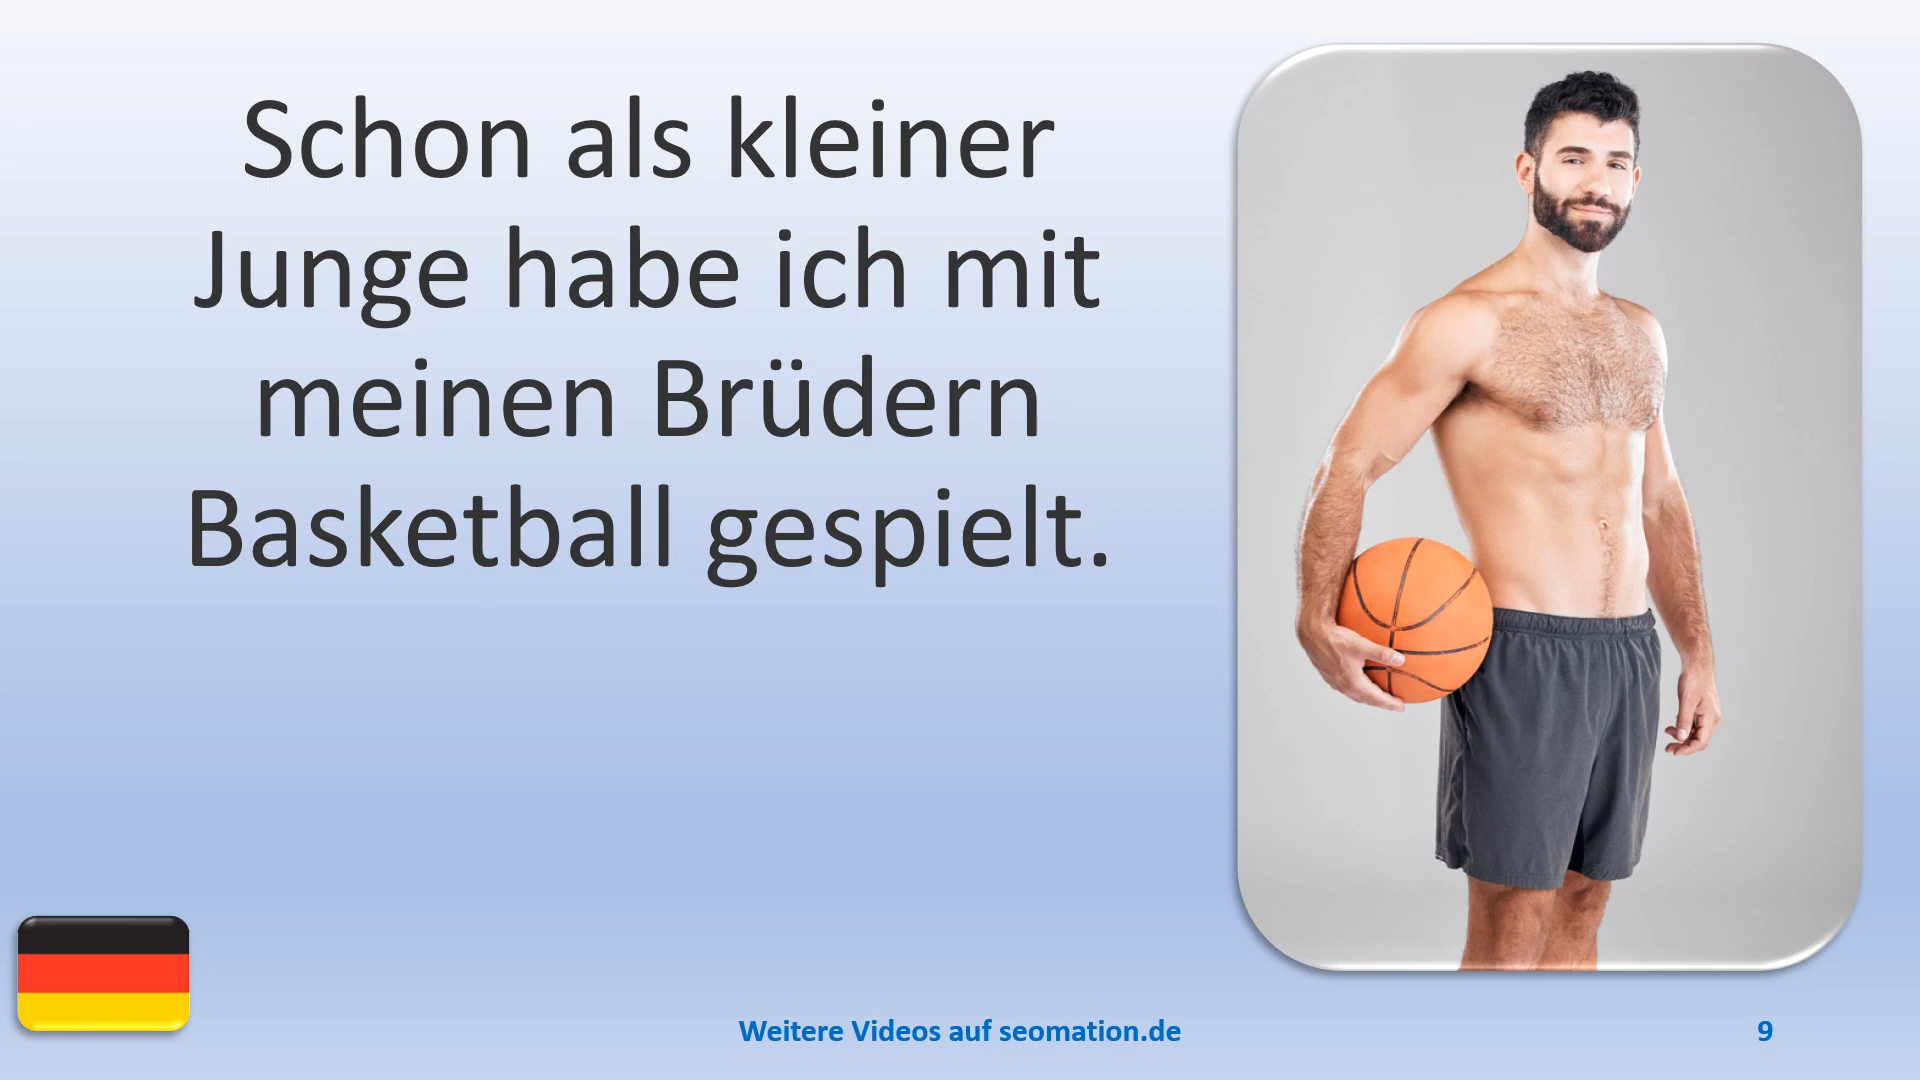 Schon als kleiner
Junge habe ich mit
meinen Brüdern
Basketball gespielt.
Weitere Videos auf seomation.de
9